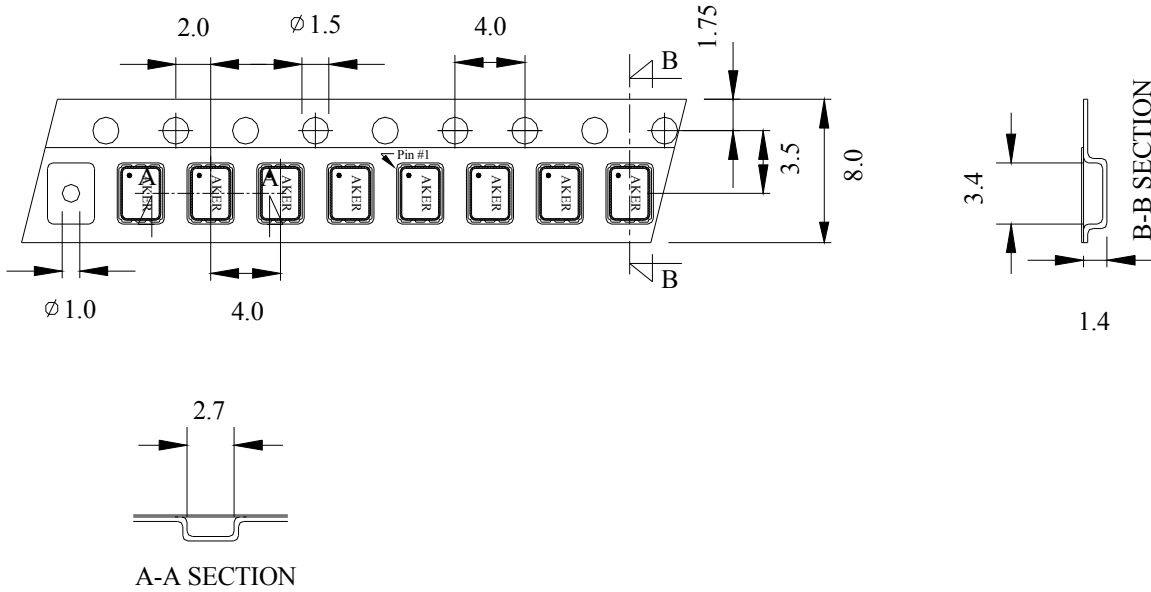 2.0
⌀ 1.5
4.0
1.75
B
Pin #1
A
A
AKER
AKER
AKER
AKER
AKER
AKER
AKER
AKER
3.5
8.0
B
⌀ 1.0
4.0
3.4
B-B SECTION
1.4
2.7
A-A SECTION